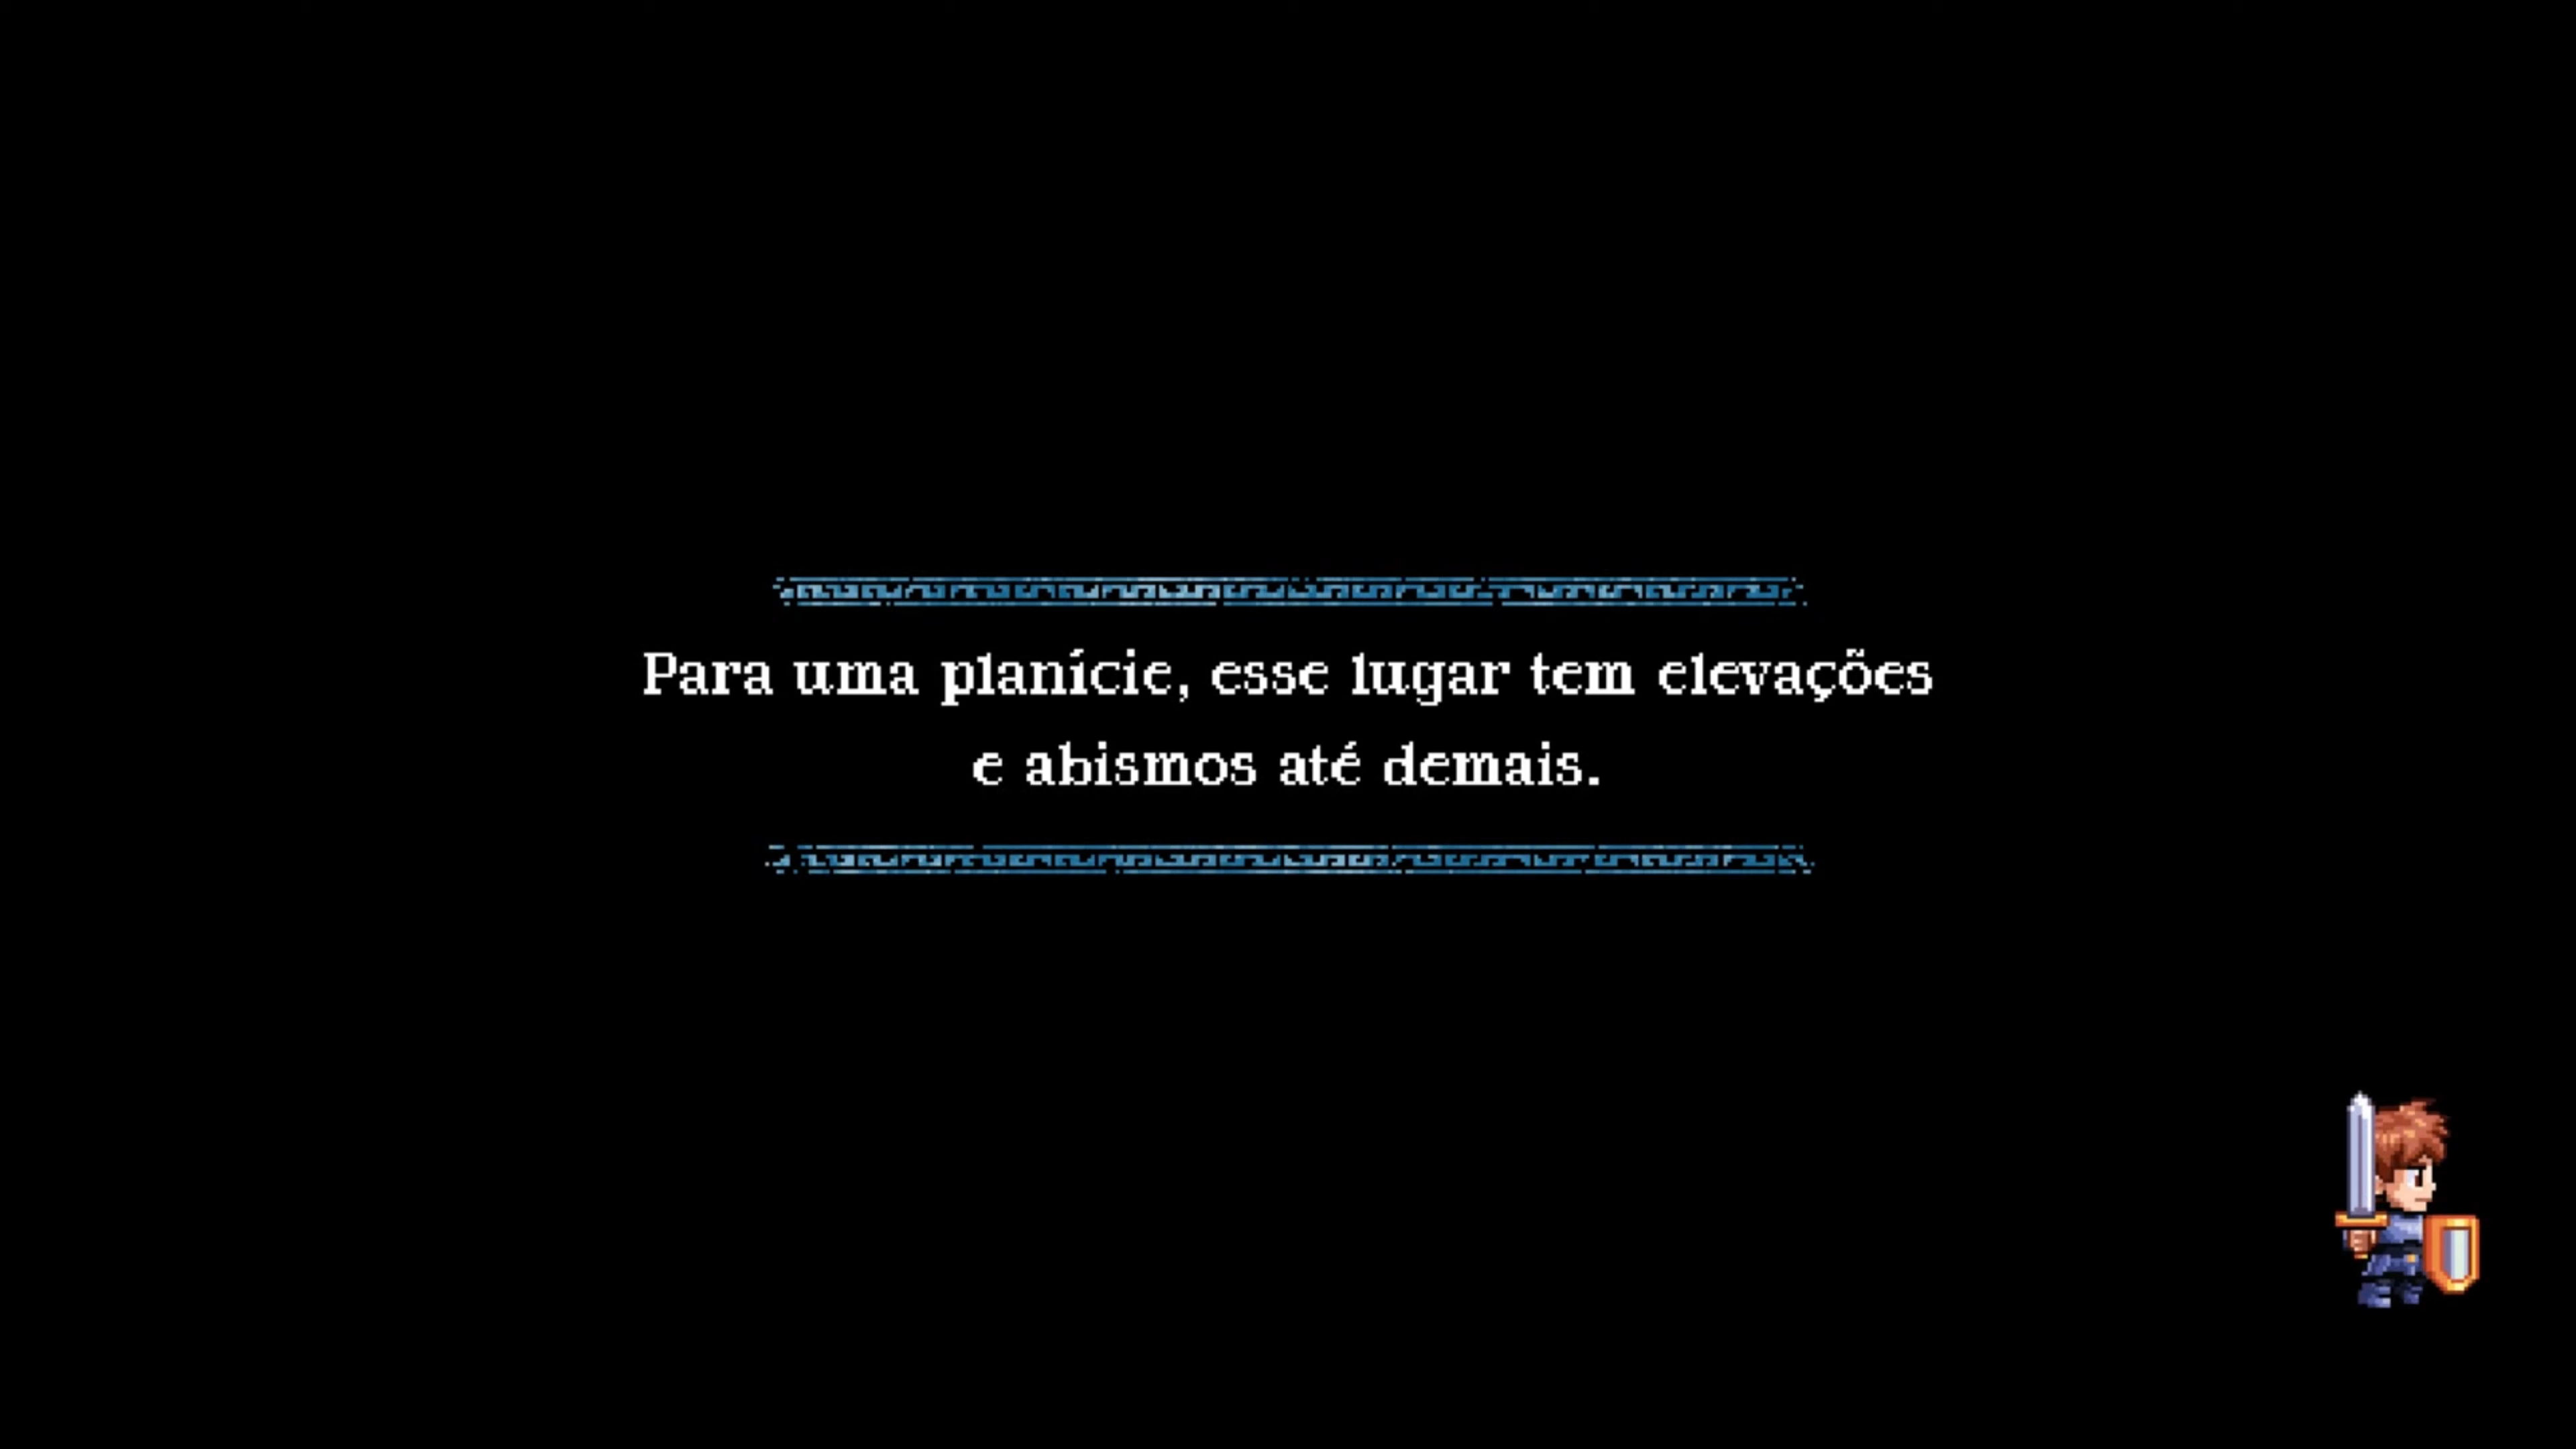 Para uma planície, esse lugar tem elevações
e abismos até demais.